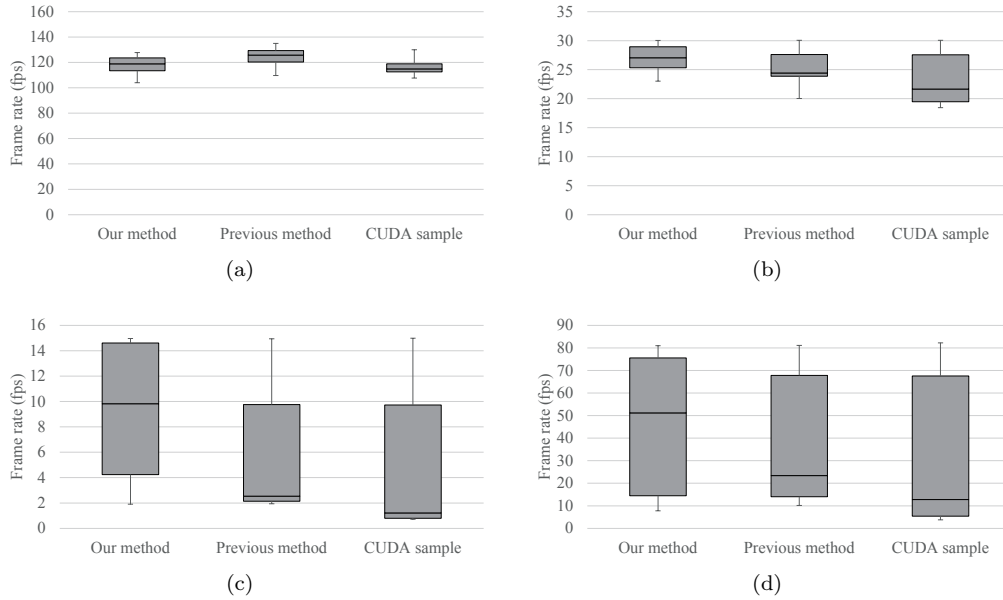 Frame rate (fps)
160
140
120
100
80
60
40
20
0
Our method
Previous method
CUDA sample
(a)
Frame rate (fps)
35
30
25
20
15
10
5
0
Our method
Previous method
CUDA sample
(b)
Frame rate (fps)
16
14
12
10
8
6
4
2
0
Our method
Previous method
CUDA sample
(c)
Frame rate (fps)
90
80
70
60
50
40
30
20
10
0
Our method
Previous method
CUDA sample
(d)